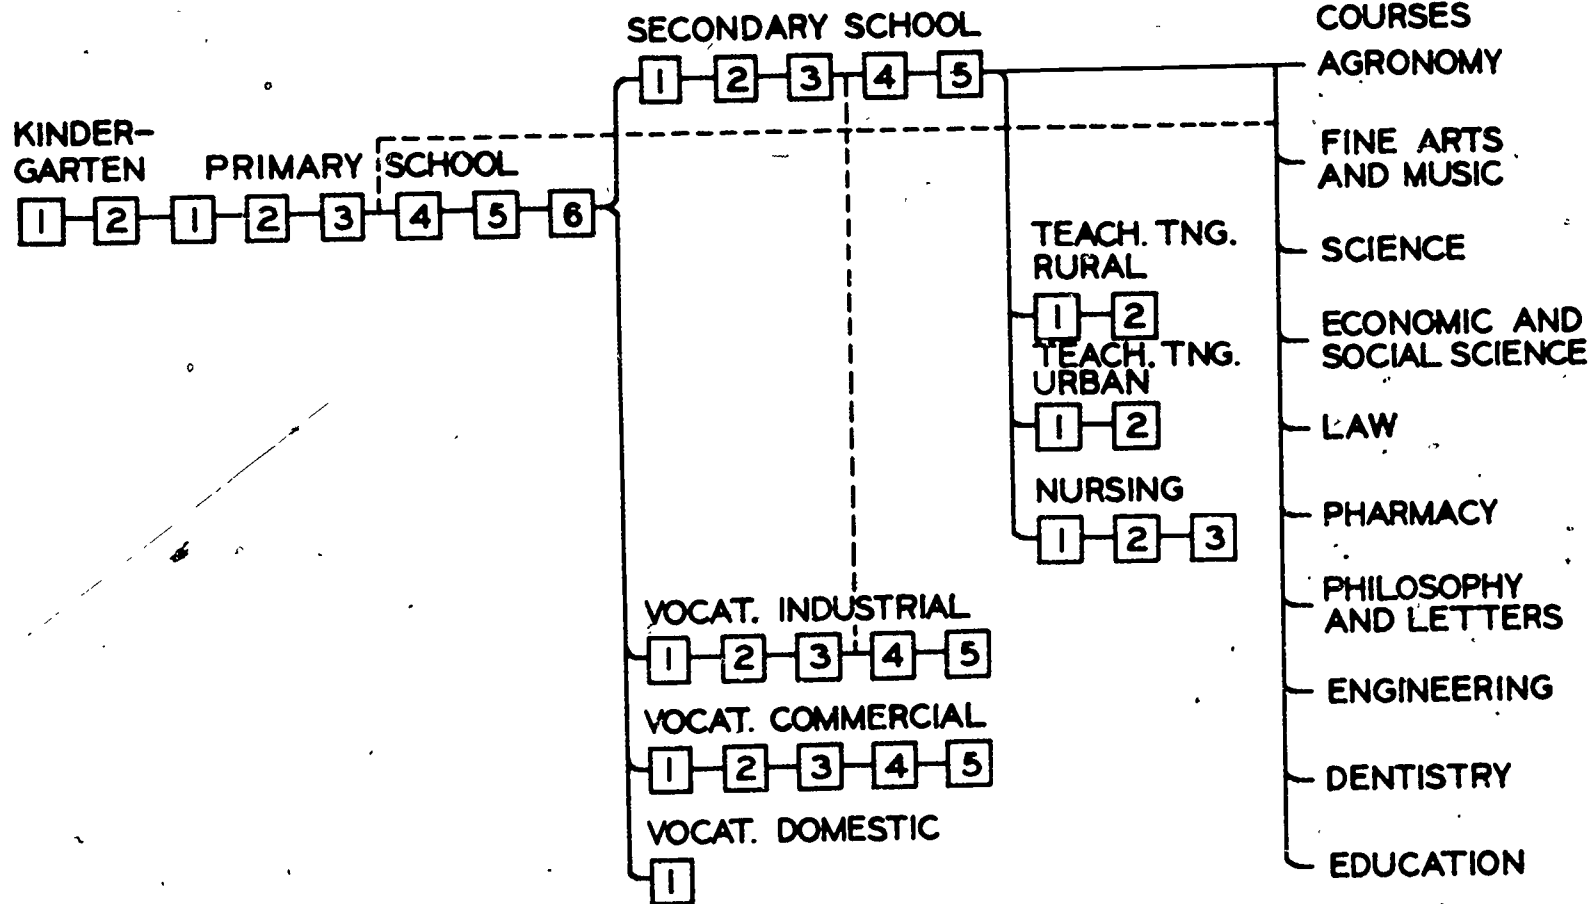 SECONDARY SCHOOL
1 2 3 4 5
KINDER-
GARTEN
PRIMARY SCHOOL
1 2 1 2 3 4 5 6
TEACH. TNG.
RURAL
1 2
TEACH. TNG.
URBAN
1 2
NURSING
1 2 3
VOCAT. INDUSTRIAL
1 2 3 4 5
VOCAT. COMMERCIAL
1 2 3 4 5
VOCAT. DOMESTIC
1
COURSES
AGRONOMY
FINE ARTS
AND MUSIC
SCIENCE
ECONOMIC AND
SOCIAL SCIENCE
LAW
PHARMACY
PHILOSOPHY
AND LETTERS
ENGINEERING
DENTISTRY
EDUCATION